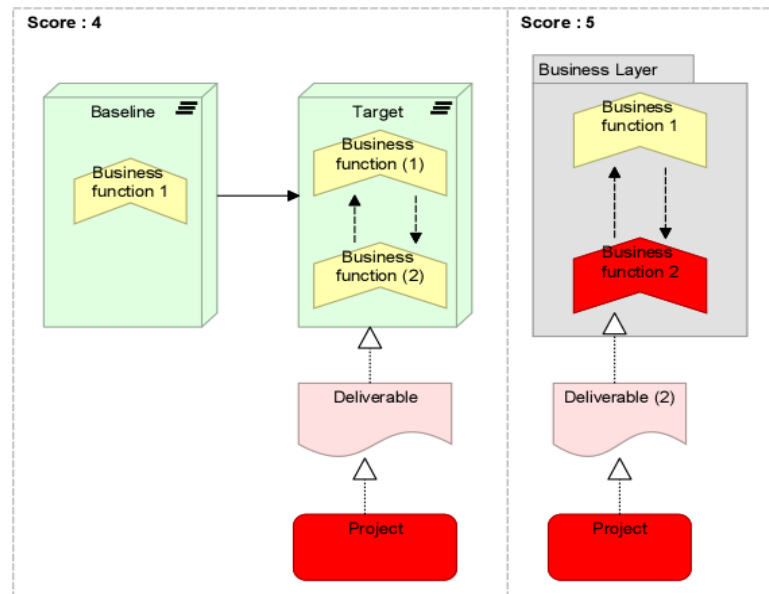 Score : 4
Baseline
Business
function 1
Target
Business
function (1)
Business
function (2)
Deliverable
Project
Score : 5
Business Layer
Business
function 1
Business
function 2
Deliverable (2)
Project